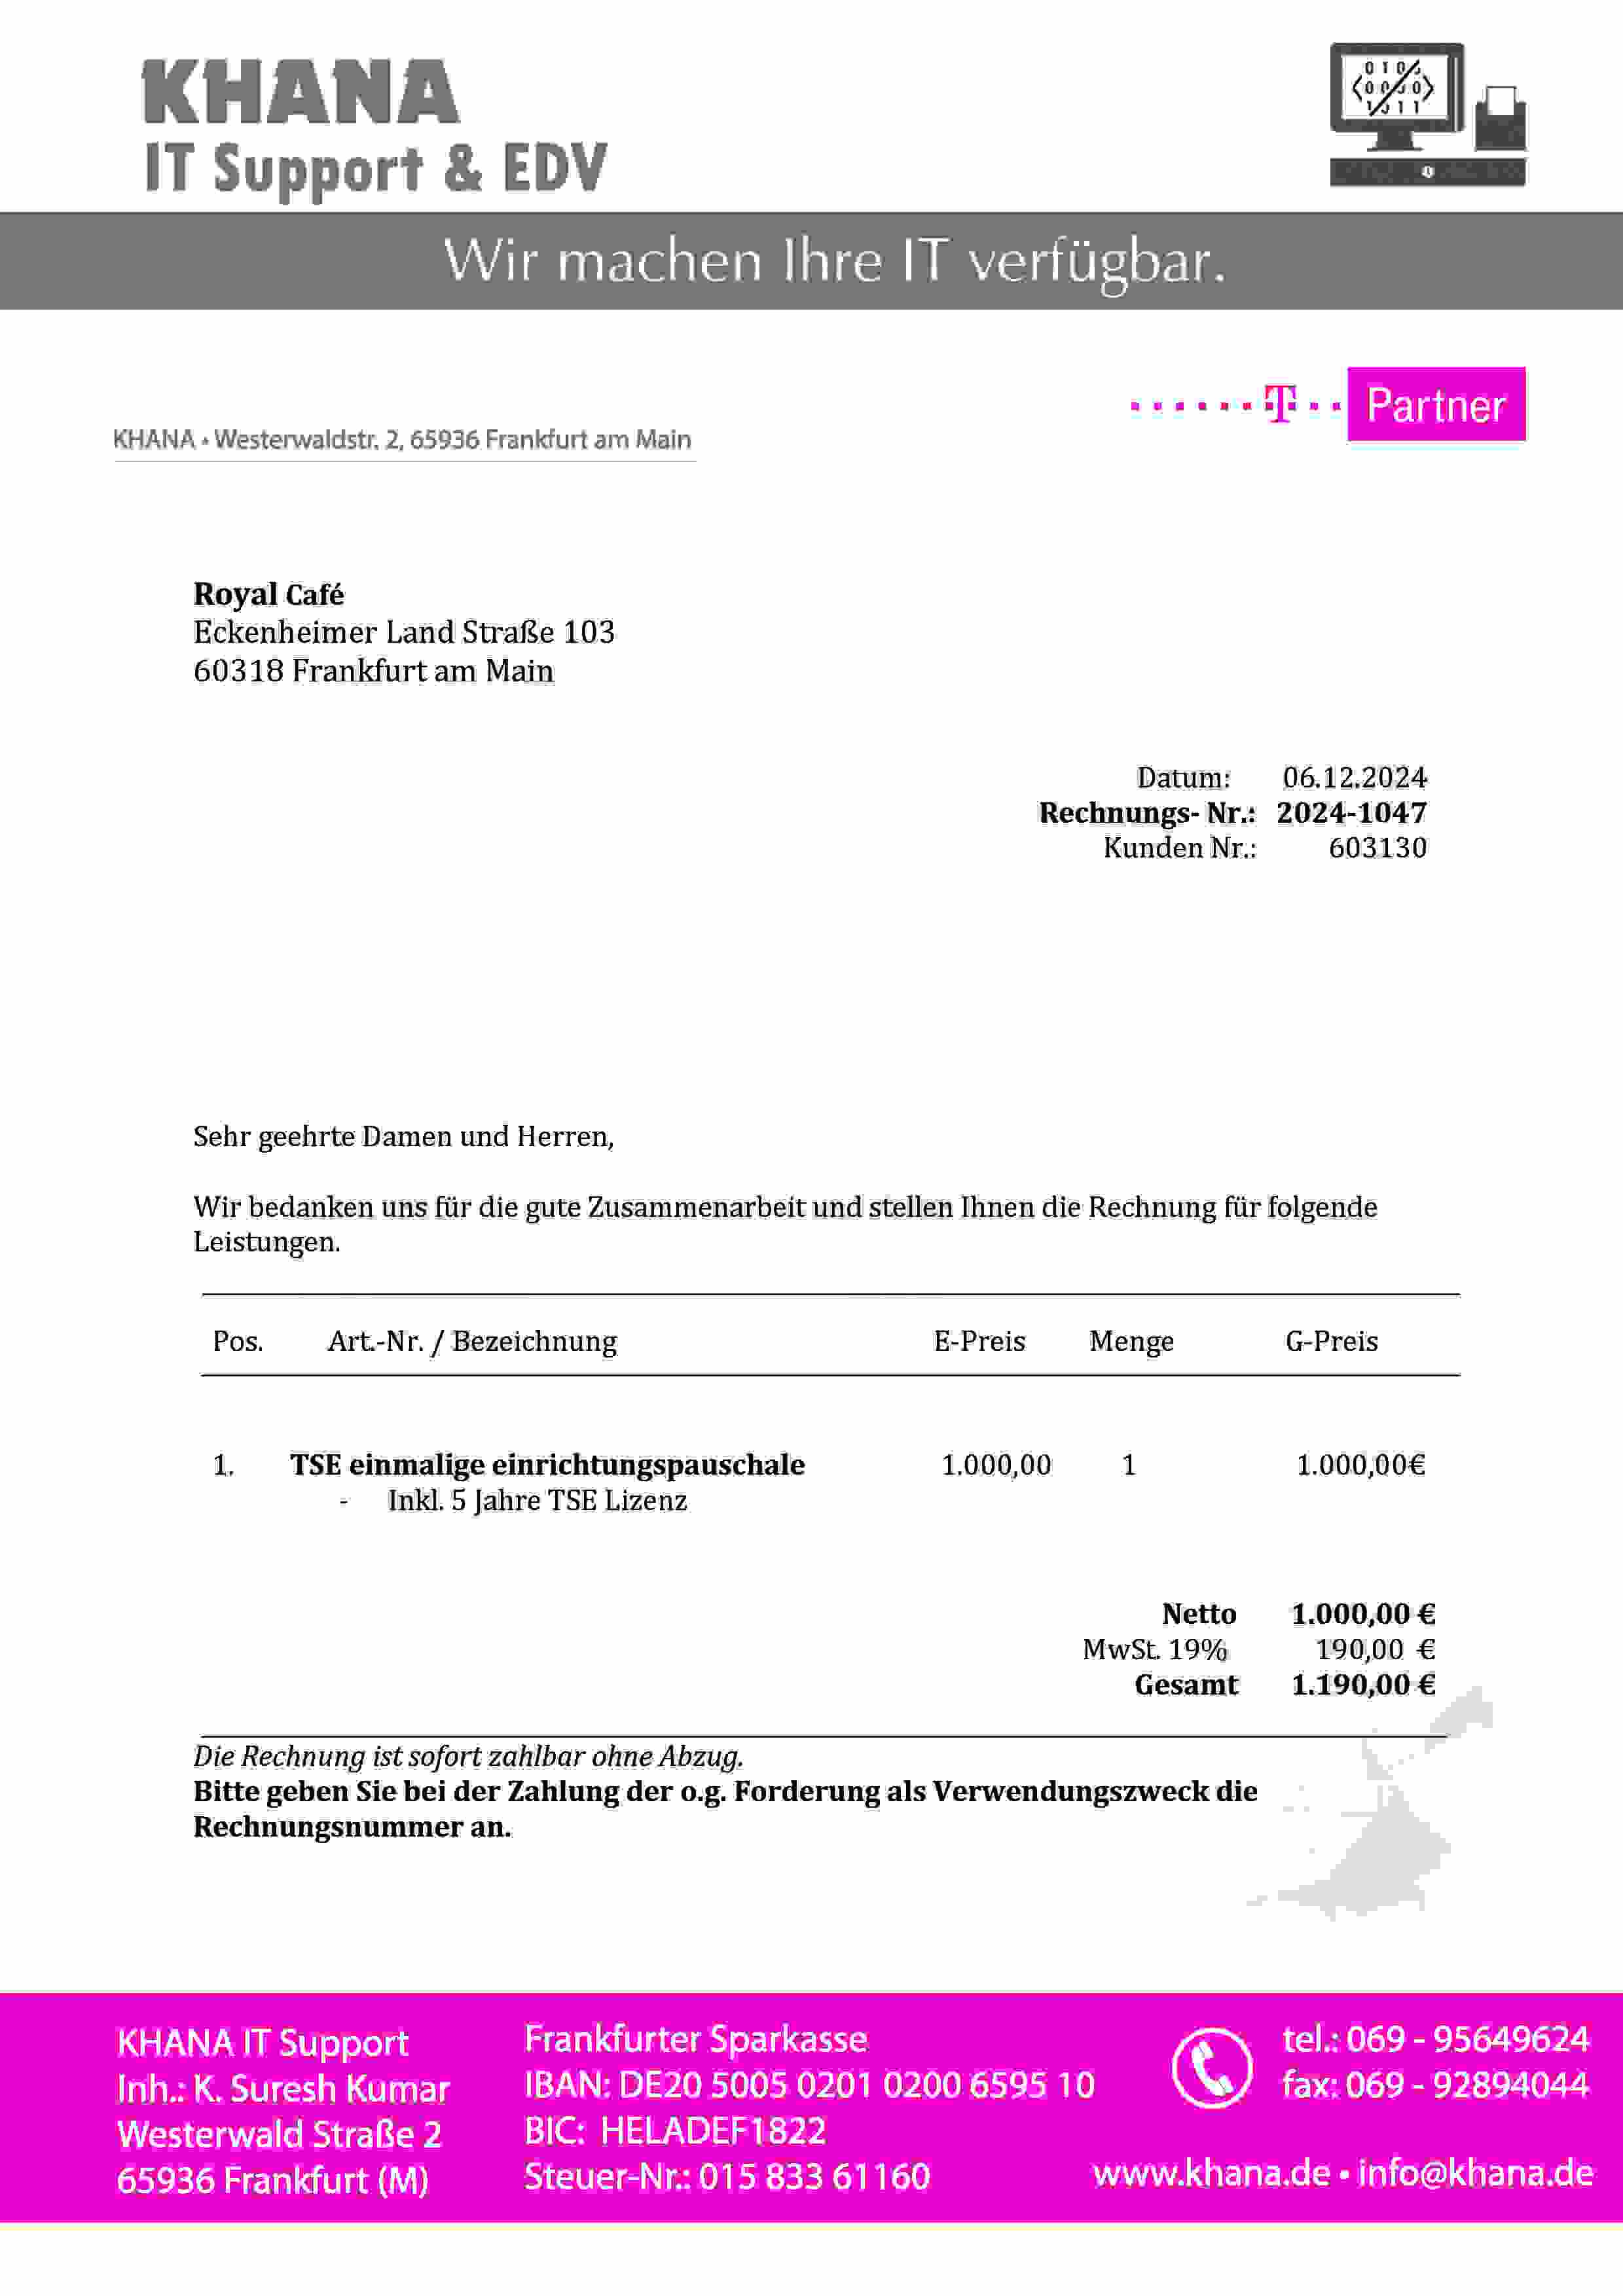 KHANA
IT Support & EDV
Wir machen Ihre IT verfügbar.
T Partner
KHANA • Westerwaldstr. 2, 65936 Frankfurt am Main
Royal Café
Eckenheimer Land Straße 103
60318 Frankfurt am Main
Datum: 06.12.2024
Rechnungs- Nr.: 2024-1047
Kunden Nr.: 603130
Sehr geehrte Damen und Herren,
Wir bedanken uns für die gute Zusammenarbeit und stellen Ihnen die Rechnung für folgende
Leistungen.
Pos. Art.-Nr. / Bezeichnung E-Preis Menge G-Preis
1. TSE einmalige einrichtungspauschale 1.000,00 1 1.000,00€
- Inkl. 5 Jahre TSE Lizenz
Netto 1.000,00 €
MwSt. 19% 190,00 €
Gesamt 1.190,00 €
Die Rechnung ist sofort zahlbar ohne Abzug.
Bitte geben Sie bei der Zahlung der o.g. Forderung als Verwendungszweck die
Rechnungsnummer an.
KHANA IT Support
Inh.: K. Suresh Kumar
Westerwald Straße 2
65936 Frankfurt (M)
Frankfurter Sparkasse
IBAN: DE20 5005 0201 0200 6595 10
BIC: HELADEF1822
Steuer-Nr.: 015 833 61160
tel.: 069 - 95649624
fax: 069 - 92894044
www.khana.de • info@khana.de